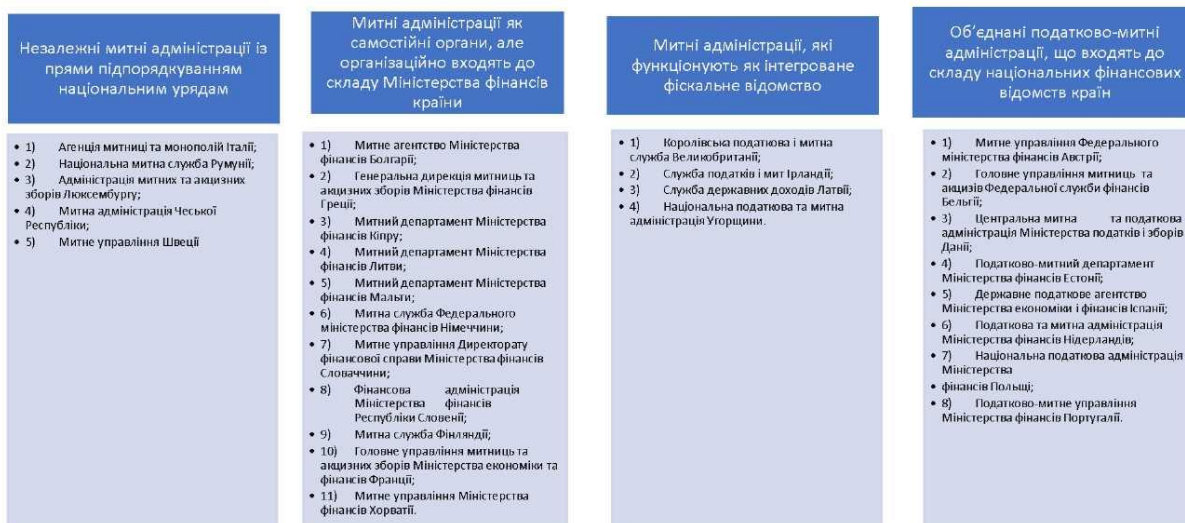 Незалежні митні адміністрації із
прями підпорядкуванням
національним урядам
• 1) Агенція митниці та монополій Італії;
• 2) Національна митна служба Румунії;
• 3) Адміністрація митних та акцизних
зборів Люксембургу;
• 4) Митна адміністрація Чеської
Республіки;
• 5) Митне управління Швеції
Митні адміністрації як
самостійні органи, але
організаційно входять до
складу Міністерства фінансів
країни
• 1) Митне агентство Міністерства
фінансів Болгарії;
• 2) Генеральна дирекція митниць та
акцизних зборів Міністерства фінансів
Греції;
• 3) Митний департамент Міністерства
фінансів Кіпру;
• 4) Митний департамент Міністерства
фінансів Литви;
• 5) Митний департамент Міністерства
фінансів Мальти;
• 6) Митна служба Федерального
міністерства фінансів Німеччини;
• 7) Митне управління Директорату
фінансової справи Міністерства фінансів
Словаччини;
• 8) Фінансова адміністрація
Міністерства фінансів
Республіки Словенії;
• 9) Митна служба Фінляндії;
• 10) Головне управління митниць та
акцизних зборів Міністерства економіки та
фінансів Франції;
• 11) Митне управління Міністерства
фінансів Хорватії.
Митні адміністрації, які
функціонують як інтегроване
фіскальне відомство
• 1) Королівська податкова і митна
служба Великобританії;
• 2) Служба податків і мит Ірландії;
• 3) Служба державних доходів Латвії;
• 4) Національна податкова та митна
адміністрація Угорщини.
Об’єднані податково-митні
адміністрації, що входять до
складу національних фінансових
відомств країн
• 1) Митне управління Федерального
міністерства фінансів Австрії;
• 2) Головне управління митниць та
акцизів Федеральної служби фінансів
Бельгії;
• 3) Центральна митна та податкова
адміністрація Міністерства податків і зборів
Данії;
• 4) Податково-митний департамент
Міністерства фінансів Естонії;
• 5) Державне податкове агентство
Міністерства економіки і фінансів Іспанії;
• 6) Податкова та митна адміністрація
Міністерства фінансів Нідерландів;
• 7) Національна податкова адміністрація
Міністерства
• фінансів Польщі;
• 8) Податково-митне управління
Міністерства фінансів Португалії.